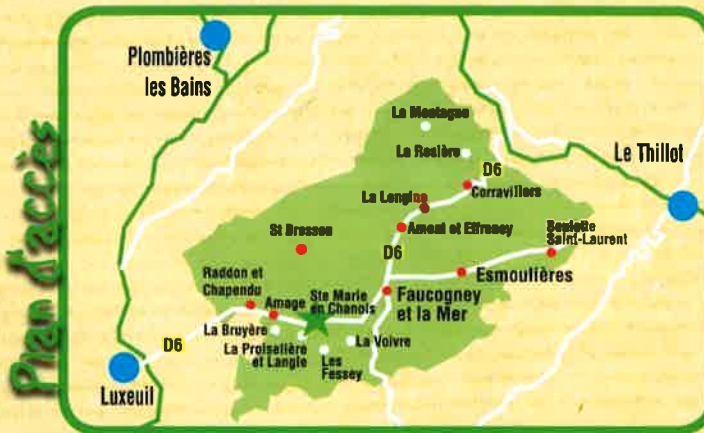 Plan d'accès
Plombières
les Bains
La Montagne
La Rosière
Le Thillot
D6
La Longine
Corravillers
St Bresson
Amont et Effreney
Beulotte
Saint-Laurent
D6
Raddon et
Chapendu
Amage
Ste Marie
en Chanois
Esmoulières
Faucogney
et la Mer
La Bruyère
La Voivre
D6
La Proiselière
et Langle
Les
Fessey
Luxeuil